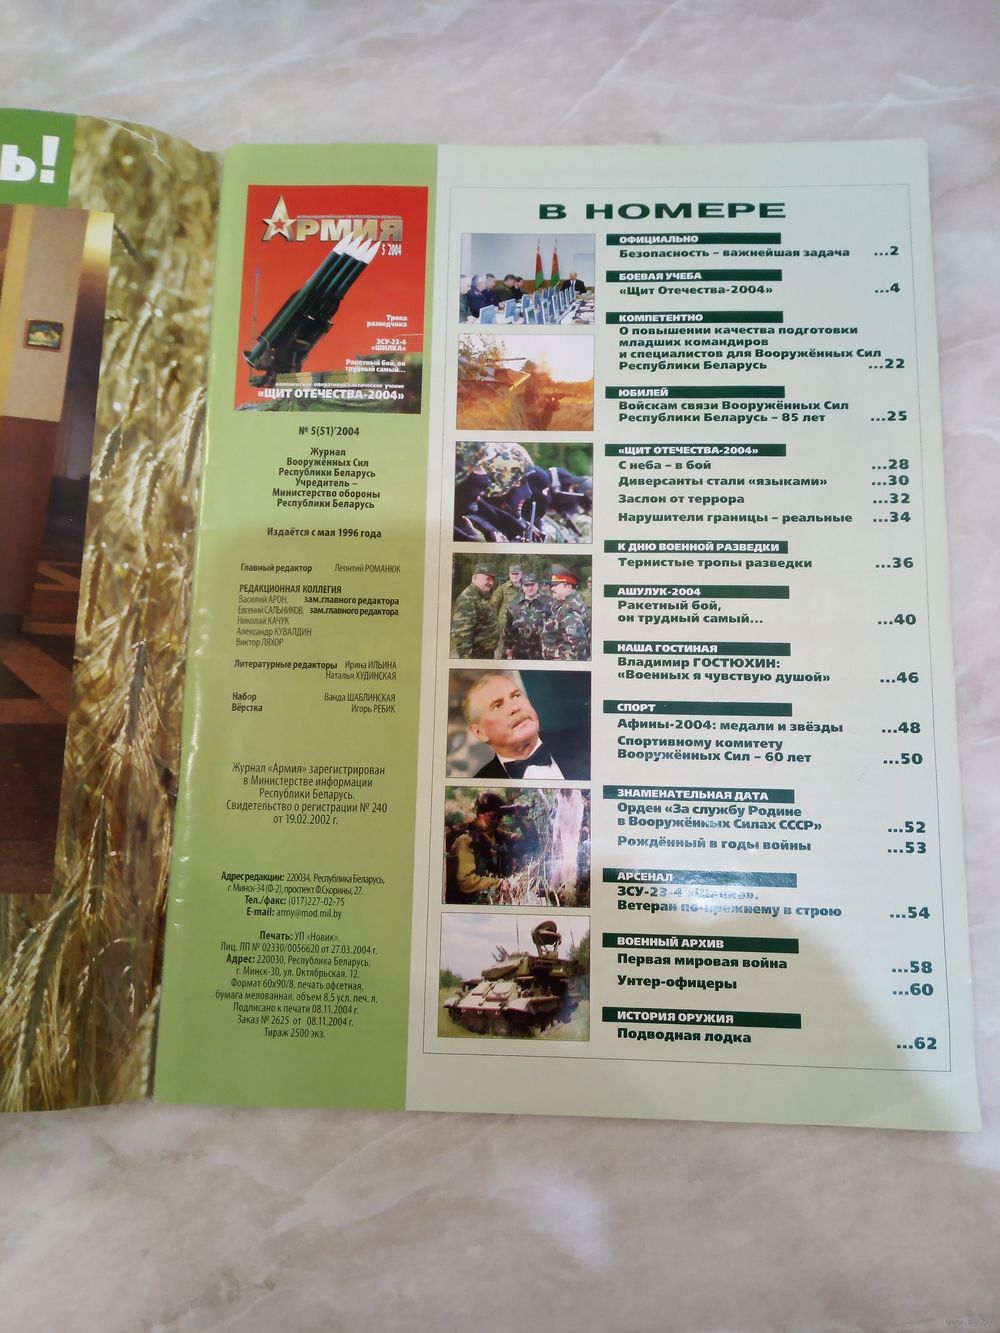 ь!
АРМИЯ
5 2004
Тропа
разведчика
ЗСУ-23-4
«ШИЛКА»
Ракетный бой, он
трудный самый...
комплексное оперативно-тактическое учение
«ЩИТ ОТЕЧЕСТВА-2004»
№ 5(51)'2004
Журнал
Вооружённых Сил
Республики Беларусь
Учредитель –
Министерство обороны
Республики Беларусь
Издаётся с мая 1996 года
Главный редактор Леонтий РОМАНЮК
РЕДАКЦИОННАЯ КОЛЛЕГИЯ
Василий АРОН, зам.главного редактора
Евгений САЛЬНИКОВ, зам.главного редактора
Николай КАЧУК
Александр КУВАЛДИН
Виктор ЛЯХОР
Литературные редакторы Ирина ИЛЬИНА
Наталья ХУДИНСКАЯ
Набор Ванда ШАБЛИНСКАЯ
Вёрстка Игорь РЕБИК
Журнал «Армия» зарегистрирован
в Министерстве информации
Республики Беларусь.
Свидетельство о регистрации № 240
от 19.02.2002 г.
Адрес редакции: 220034, Республика Беларусь,
г. Минск-34 (Ф-2), проспект Ф.Скорины, 27.
Тел./факс: (017)227-02-75
E-mail: army@mod.mil.by
Печать: УП «Новик».
Лиц. ЛП № 02330/0056620 от 27.03.2004 г.
Адрес: 220030, Республика Беларусь,
г. Минск-30, ул. Октябрьская, 12.
Формат 60х90/8, печать офсетная,
бумага мелованная, объем 8,5 усл. печ. л.
Подписано к печати 08.11.2004 г.
Заказ № 2625 от 08.11.2004 г.
Тираж 2500 экз.
В НОМЕРЕ
ОФИЦИАЛЬНО
Безопасность – важнейшая задача ...2
БОЕВАЯ УЧЕБА
«Щит Отечества-2004» ...4
КОМПЕТЕНТНО
О повышении качества подготовки
младших командиров
и специалистов для Вооружённых Сил
Республики Беларусь ...22
ЮБИЛЕЙ
Войскам связи Вооружённых Сил
Республики Беларусь – 85 лет ...25
«ЩИТ ОТЕЧЕСТВА-2004»
С неба – в бой ...28
Диверсанты стали «языками» ...30
Заслон от террора ...32
Нарушители границы – реальные ...34
К ДНЮ ВОЕННОЙ РАЗВЕДКИ
Тернистые тропы разведки ...36
АШУЛУК-2004
Ракетный бой,
он трудный самый... ...40
НАША ГОСТИНАЯ
Владимир ГОСТЮХИН:
«Военных я чувствую душой» ...46
СПОРТ
Афины-2004: медали и звёзды ...48
Спортивному комитету
Вооружённых Сил – 60 лет ...50
ЗНАМЕНАТЕЛЬНАЯ ДАТА
Орден «За службу Родине
в Вооружённых Силах СССР» ...52
Рождённый в годы войны ...53
АРСЕНАЛ
ЗСУ-23-4 «Шилка».
Ветеран по-прежнему в строю ...54
ВОЕННЫЙ АРХИВ
Первая мировая война ...58
Унтер-офицеры ...60
ИСТОРИЯ ОРУЖИЯ
Подводная лодка ...62
www.ay.by